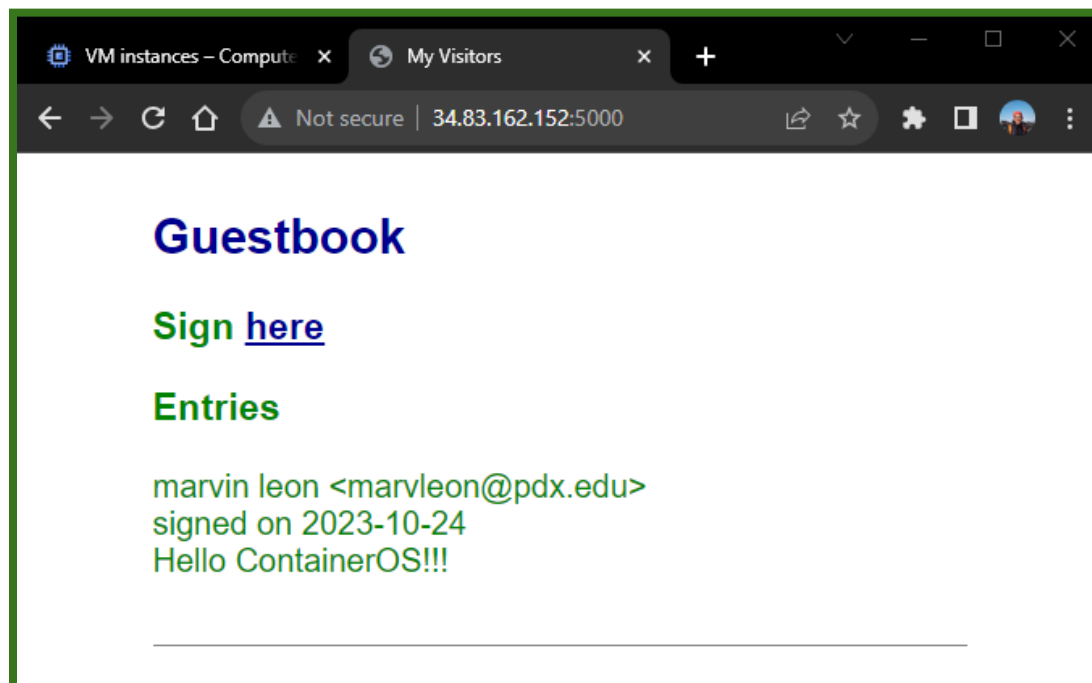 VM instances – Compute
My Visitors
Not secure
34.83.162.152:5000
Guestbook
Sign here
Entries
marvin leon <marvleon@pdx.edu>
signed on 2023-10-24
Hello ContainerOS!!!